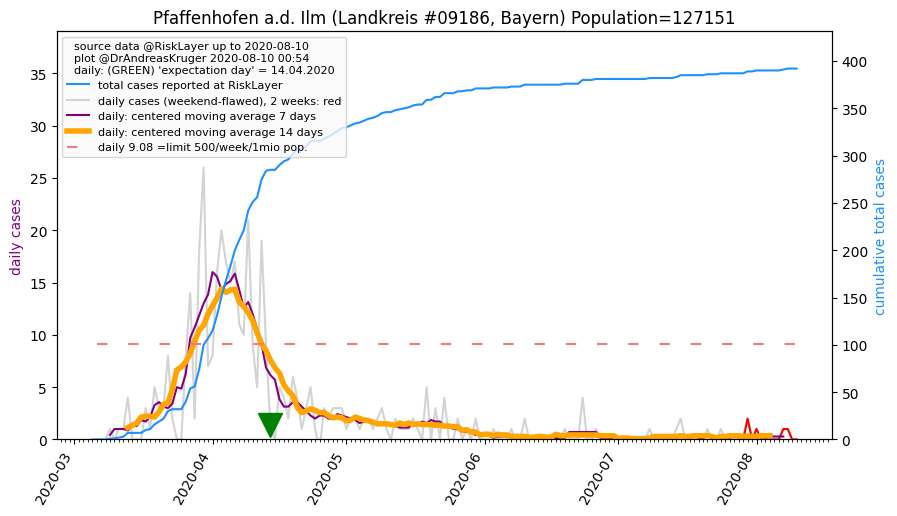 Pfaffenhofen a.d. Ilm (Landkreis #09186, Bayern) Population=127151
source data @RiskLayer up to 2020-08-10
plot @DrAndreasKruger 2020-08-10 00:54
daily: (GREEN) 'expectation day' = 14.04.2020
total cases reported at RiskLayer
daily cases (weekend-flawed), 2 weeks: red
daily: centered moving average 7 days
daily: centered moving average 14 days
daily 9.08 =limit 500/week/1mio pop.
daily cases
35
30
25
20
15
10
5
0
cumulative total cases
400
350
300
250
200
150
100
50
0
2020-03
2020-04
2020-05
2020-06
2020-07
2020-08